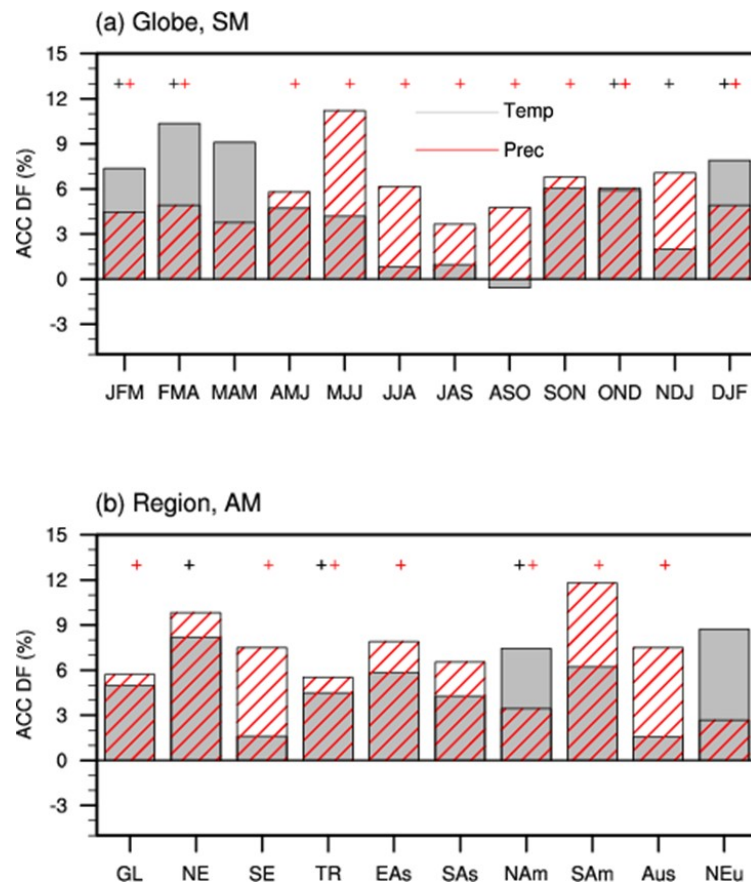 (a) Globe, SM
15
12
9
6
3
0
-3
ACC DF (%)
Temp
Prec
JFM FMA MAM AMJ MJJ JJA JAS ASO SON OND NDJ DJF
(b) Region, AM
15
12
9
6
3
0
-3
ACC DF (%)
GL NE SE TR EAs SAs NAm SAm Aus NEu